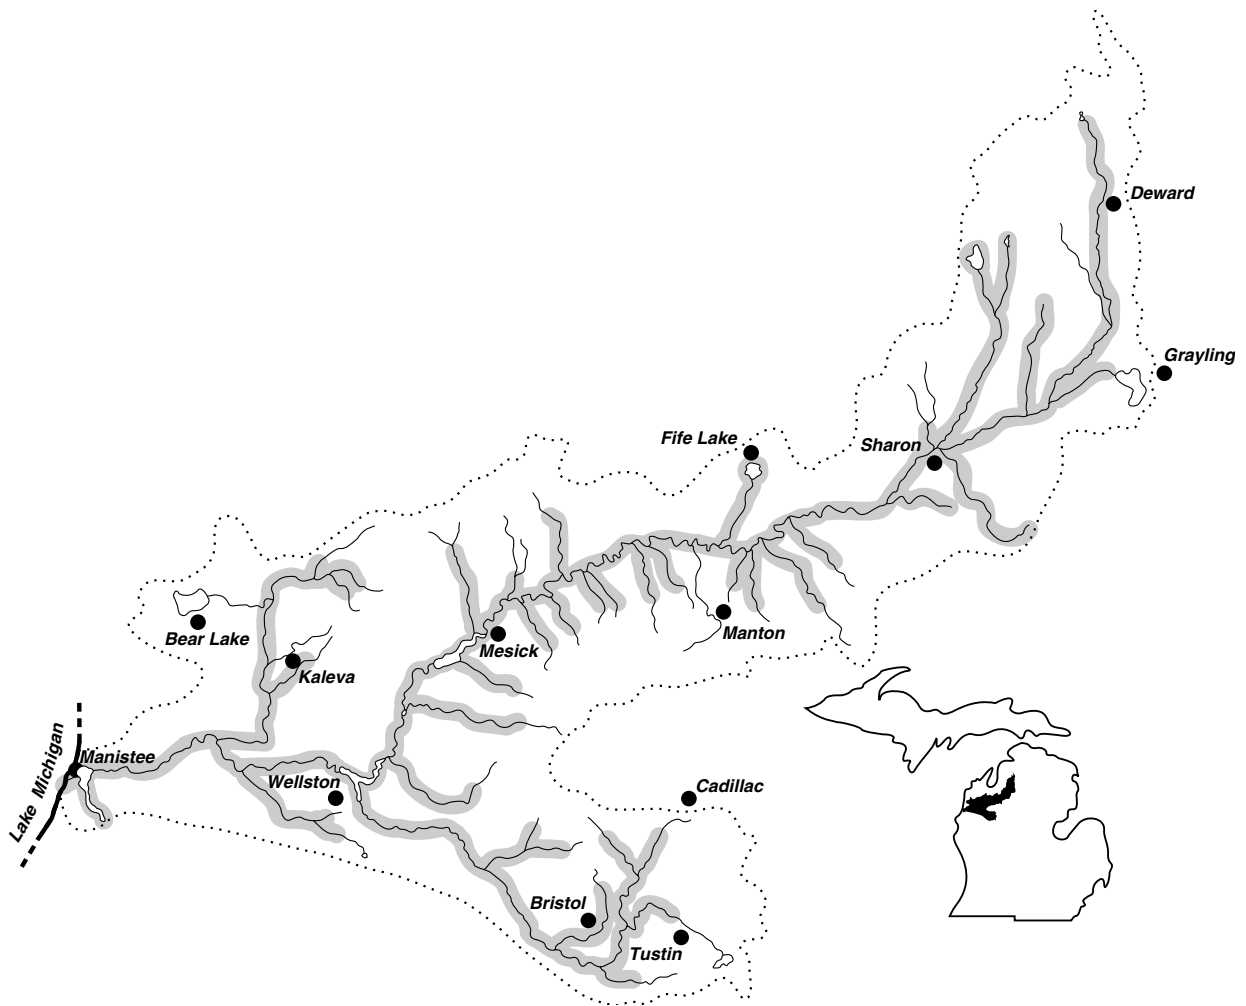 Deward
Grayling
Fife Lake
Sharon
Bear Lake
Manton
Mesick
Kaleva
Lake Michigan
Manistee
Wellston
Cadillac
Bristol
Tustin